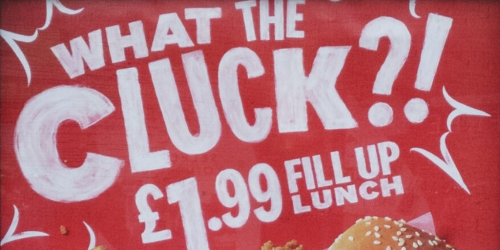 WHAT THE
CLUCK?!
£1.99 FILL UP
LUNCH